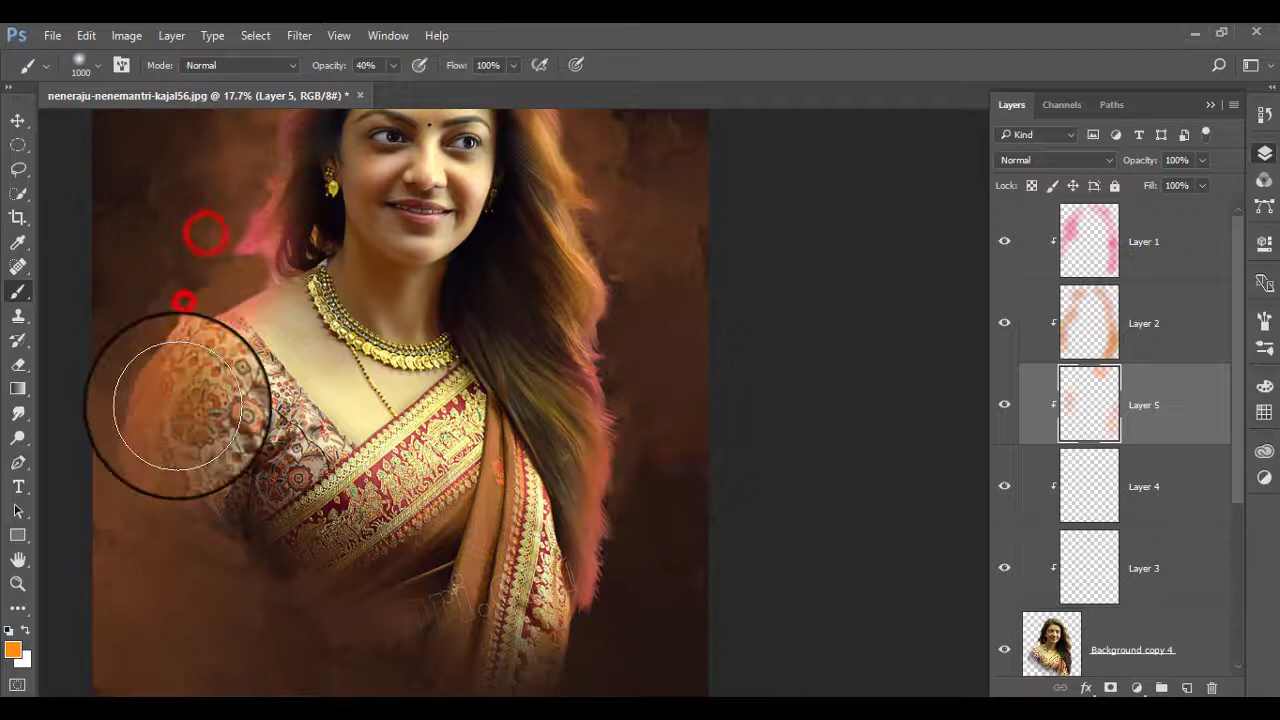 Ps File Edit Image Layer Type Select Filter View Window Help
1000 Mode: Normal Opacity: 40% Flow: 100%
neneraju-nenemantri-kajal56.jpg @ 17.7% (Layer 5, RGB/8#) * ×
Layers Channels Paths
Kind
Normal Opacity: 100%
Lock: Fill: 100%
Layer 1
Layer 2
Layer 5
Layer 4
Layer 3
Background copy 4
fx